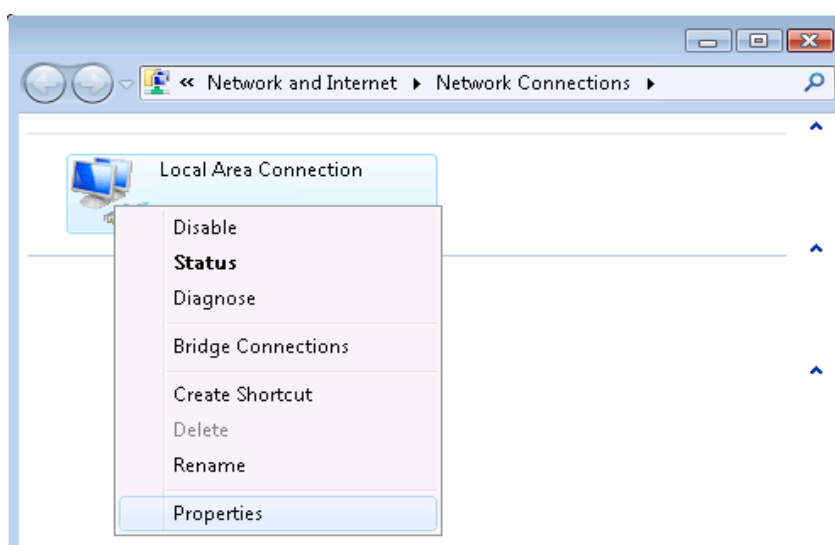 « Network and Internet ▸ Network Connections ▸
Local Area Connection
Disable
Status
Diagnose
Bridge Connections
Create Shortcut
Delete
Rename
Properties